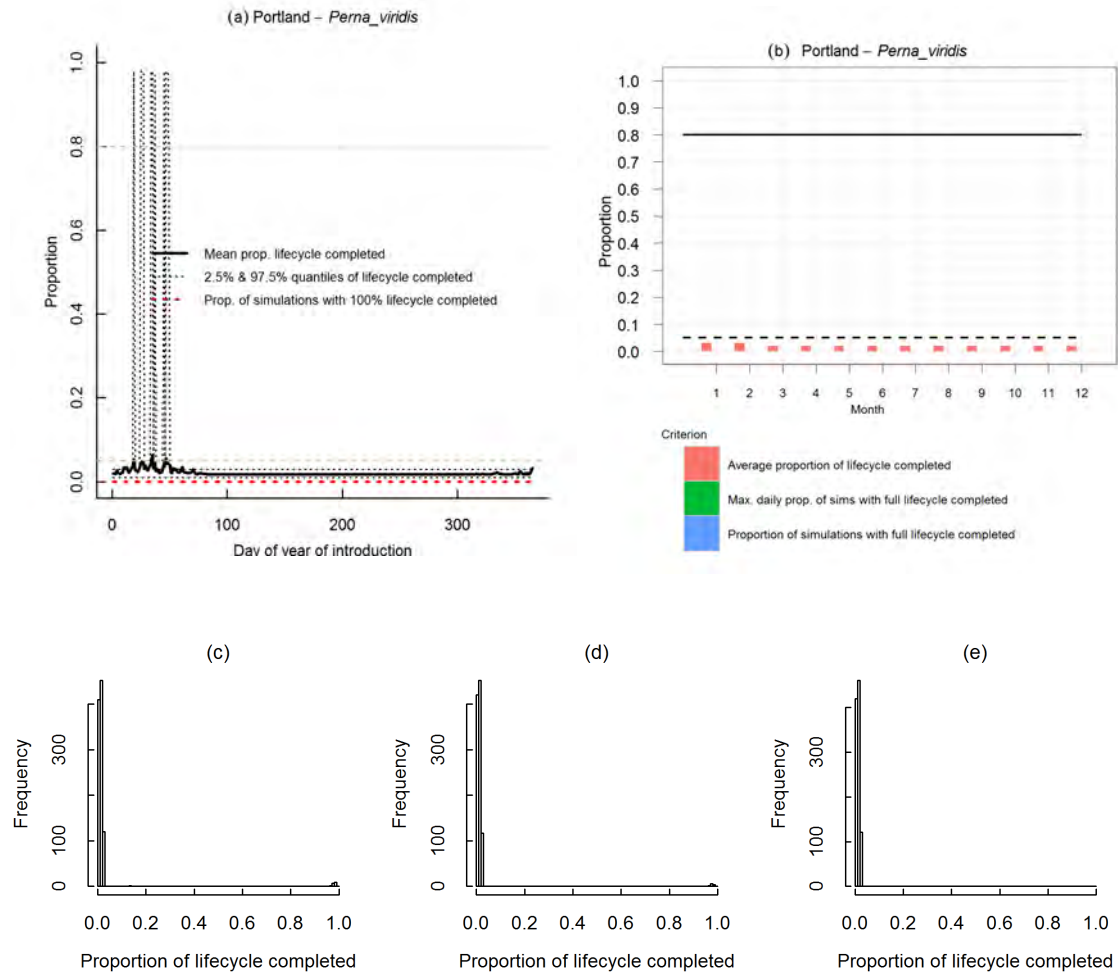 (a) Portland – Perna_viridis
1.0
0.8
0.6
0.4
0.2
0.0
Proportion
Mean prop. lifecycle completed
2.5% & 97.5% quantiles of lifecycle completed
Prop. of simulations with 100% lifecycle completed
0 100 200 300
Day of year of introduction
(b) Portland – Perna_viridis
1.0
0.9
0.8
0.7
0.6
0.5
0.4
0.3
0.2
0.1
0.0
Proportion
1 2 3 4 5 6 7 8 9 10 11 12
Month
Criterion
Average proportion of lifecycle completed
Max. daily prop. of sims with full lifecycle completed
Proportion of simulations with full lifecycle completed
(c)
Frequency
300
100
0
0.0 0.2 0.4 0.6 0.8 1.0
Proportion of lifecycle completed
(d)
Frequency
300
100
0
0.0 0.2 0.4 0.6 0.8 1.0
Proportion of lifecycle completed
(e)
Frequency
300
100
0
0.0 0.2 0.4 0.6 0.8 1.0
Proportion of lifecycle completed